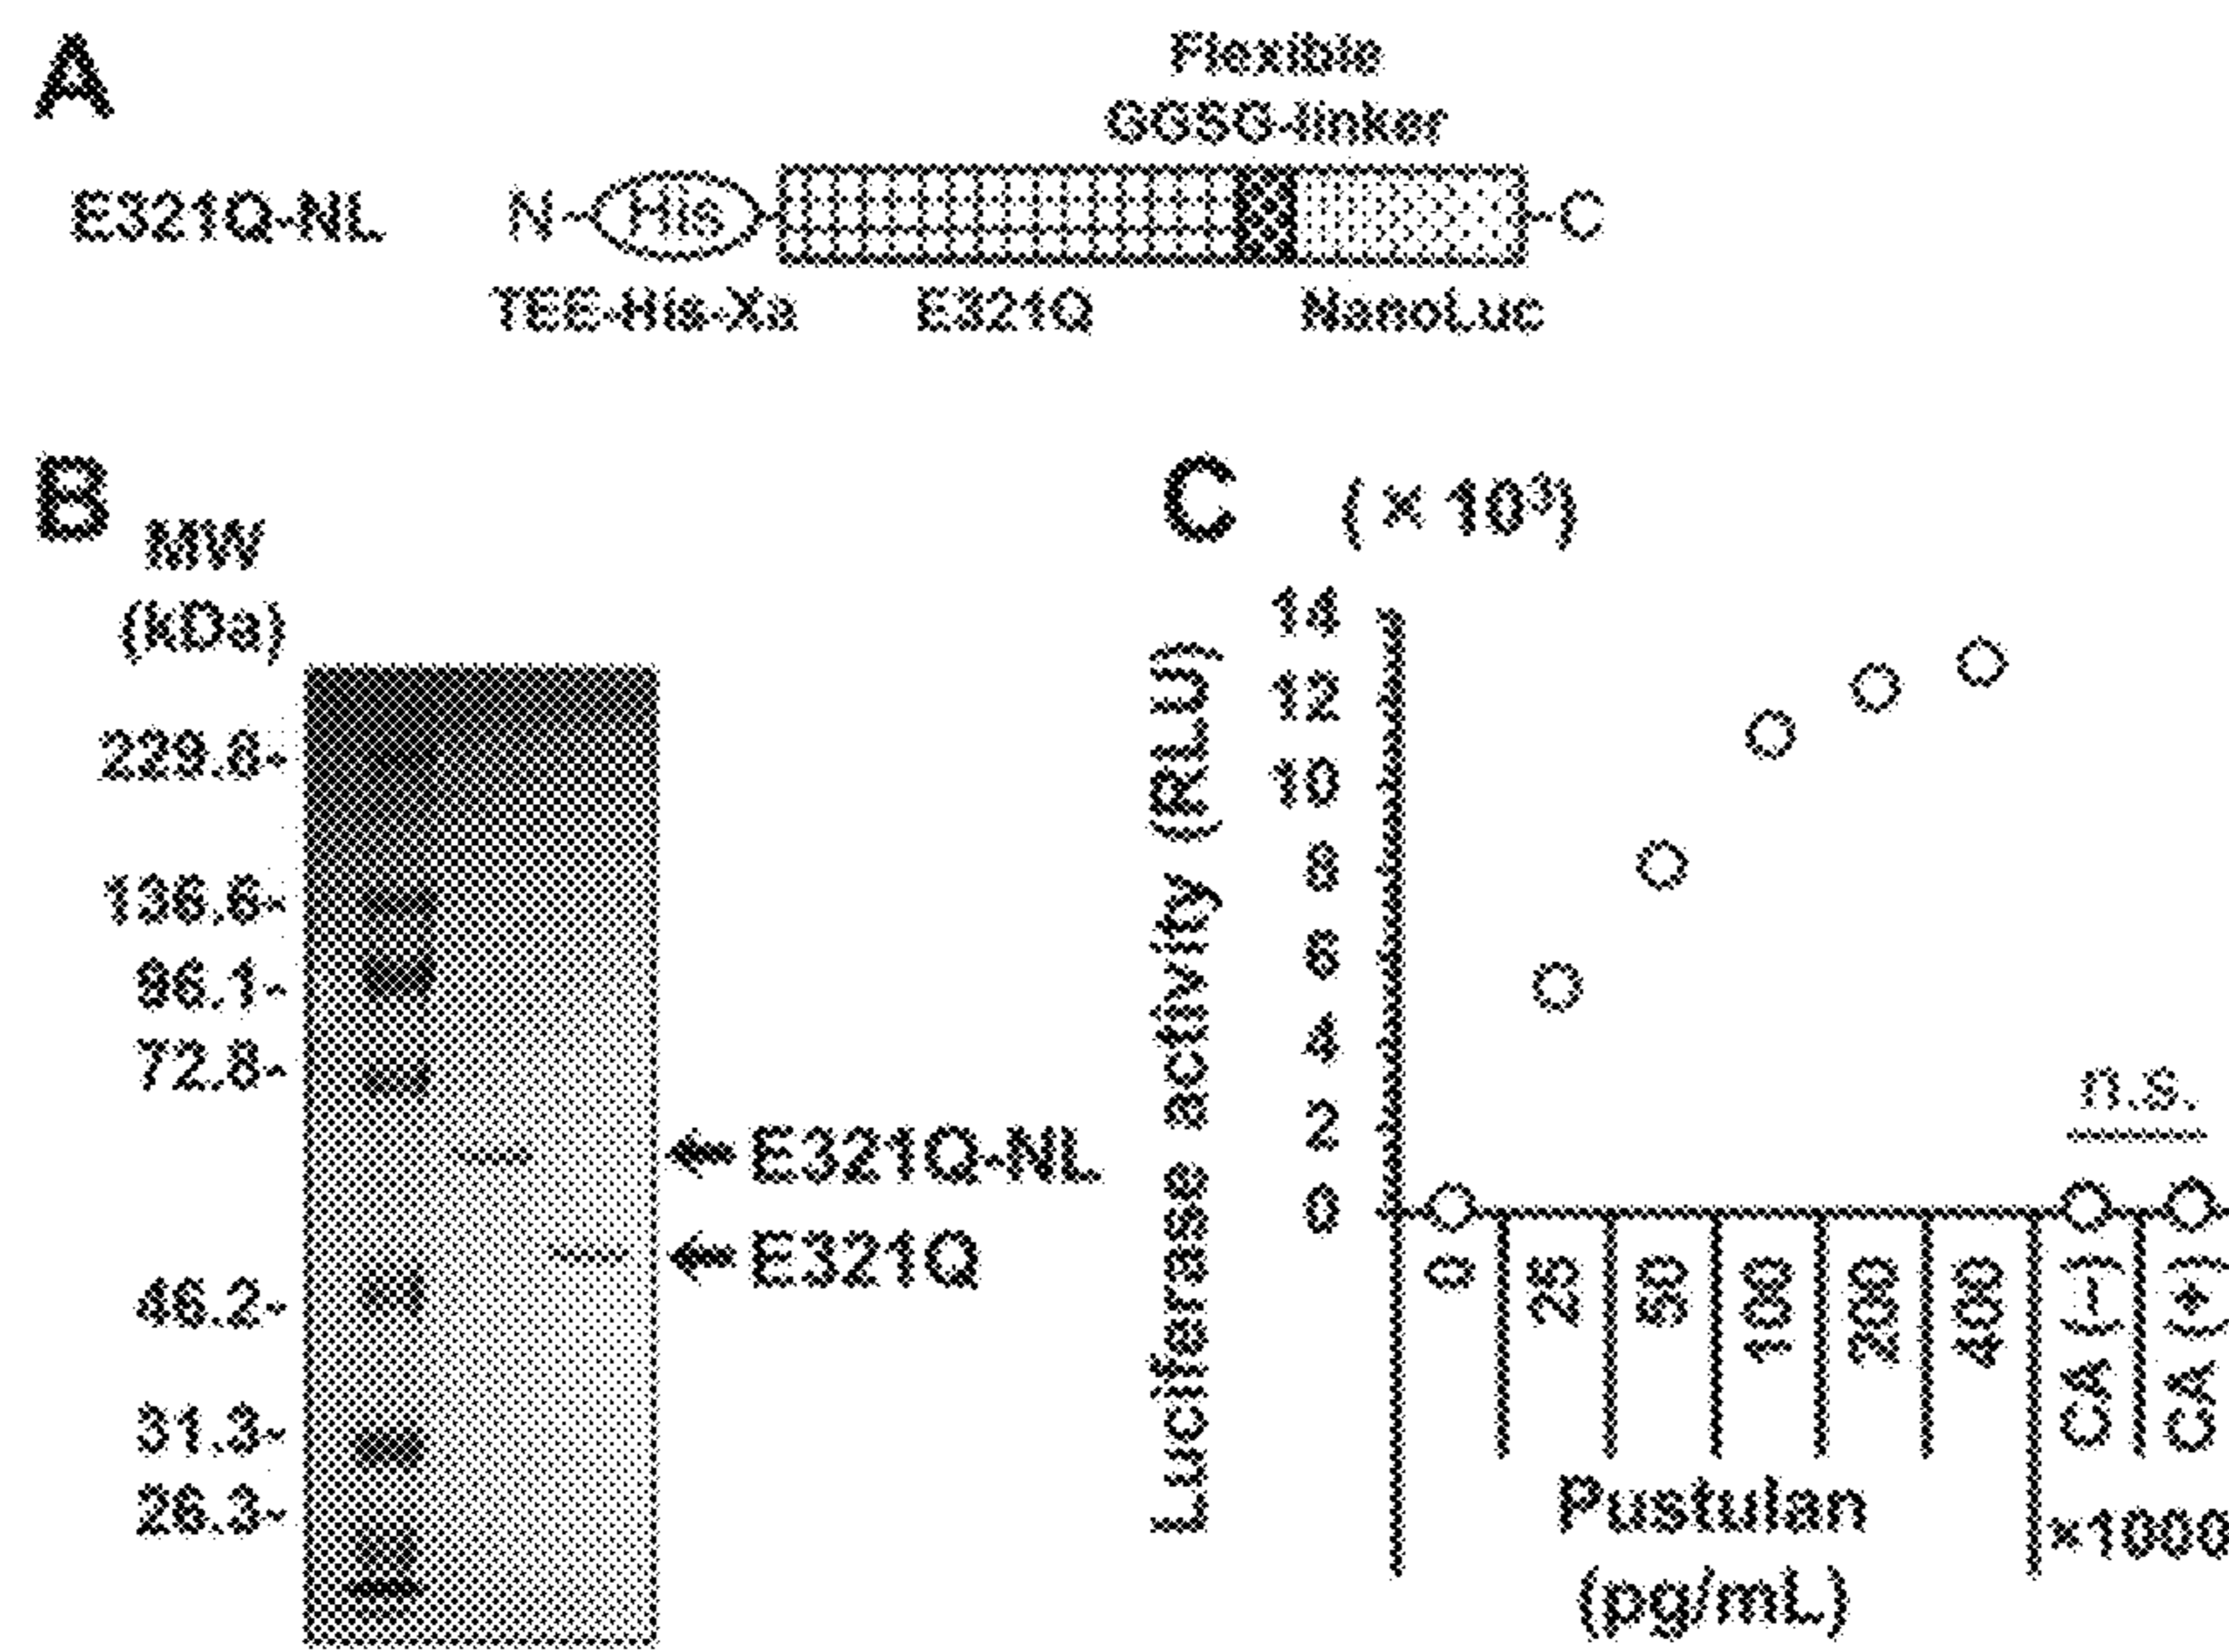 A
Flexible
GGSG-linker
E321Q-NL
N
His
C
TEE-His-Xa
E321Q
NanoLuc
B
MW
(kDa)
229.8-
136.6-
96.1-
72.8-
46.2-
31.3-
26.3-
E321Q-NL
E321Q
C
(× 10³)
Luciferase activity (RLU)
14
12
10
8
6
4
2
0
n.s.
0
25
50
100
200
400
CA (−)
CA (+)
Pustulan
(pg/mL)
×1000